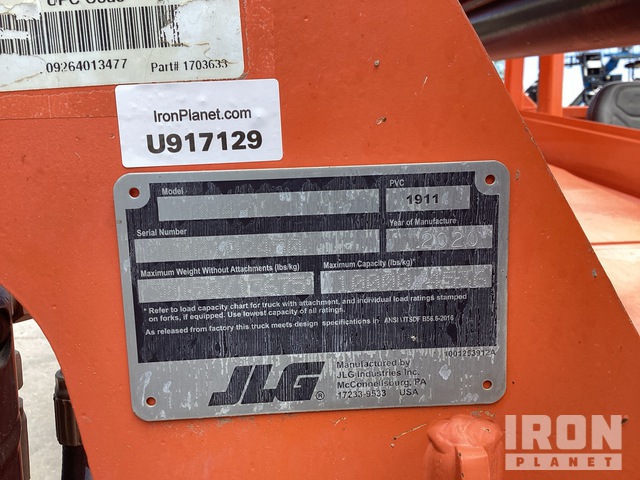 UPC Code
09264013477 Part# 1703633
IronPlanet.com
U917129
Model
PVC
1911
Serial Number
Year of Manufacture
2020
Maximum Weight Without Attachments (lbs/kg)
Maximum Capacity (lbs/kg)*
* Refer to load capacity chart for truck with attachment, and individual load ratings stamped
on forks, if equipped. Use lowest capacity of all ratings.
As released from factory this truck meets design specifications in ANSI \ ITSDF B56.6-2016
1001253912A
JLG®
Manufactured by
JLG Industries Inc.
McConnellsburg, PA
17233-9533 USA
IRON
PLANET